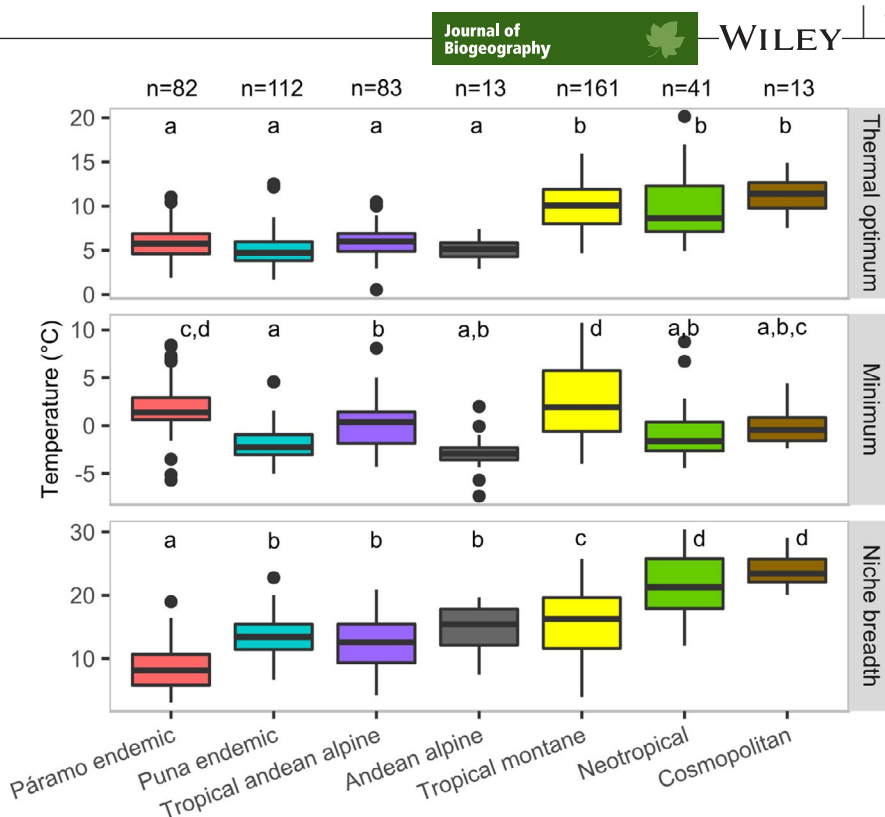 Journal of
Biogeography
WILEY
n=82 n=112 n=83 n=13 n=161 n=41 n=13
20
15
10
5
0
a a a a b b b
Thermal optimum
Temperature (°C)
10
5
0
-5
c,d a b a,b d a,b a,b,c
Minimum
30
20
10
a b b b c d d
Niche breadth
Páramo endemic
Puna endemic
Tropical andean alpine
Andean alpine
Tropical montane
Neotropical
Cosmopolitan